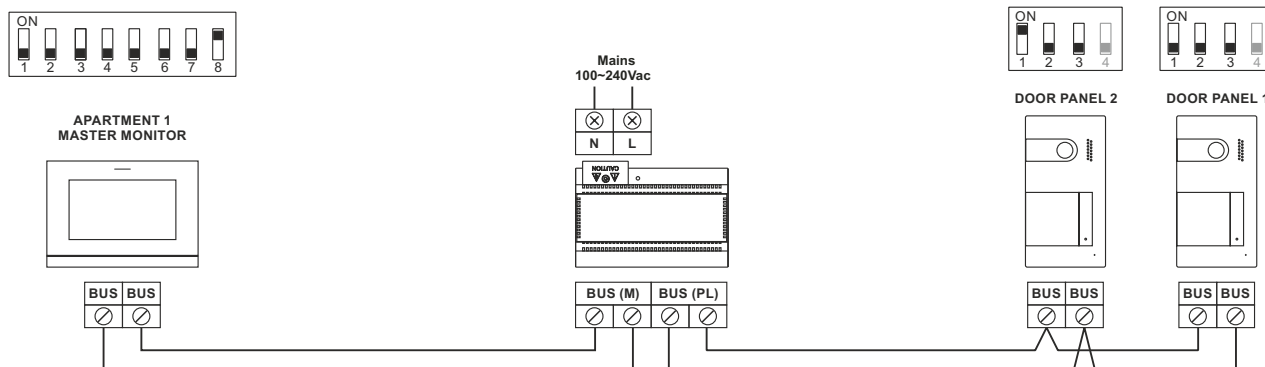 ON
1 2 3 4 5 6 7 8
APARTMENT 1
MASTER MONITOR
BUS BUS
Mains
100~240Vac
N L
CAUTION
BUS (M) BUS (PL)
ON
1 2 3 4
DOOR PANEL 2
BUS BUS
ON
1 2 3 4
DOOR PANEL 1
BUS BUS